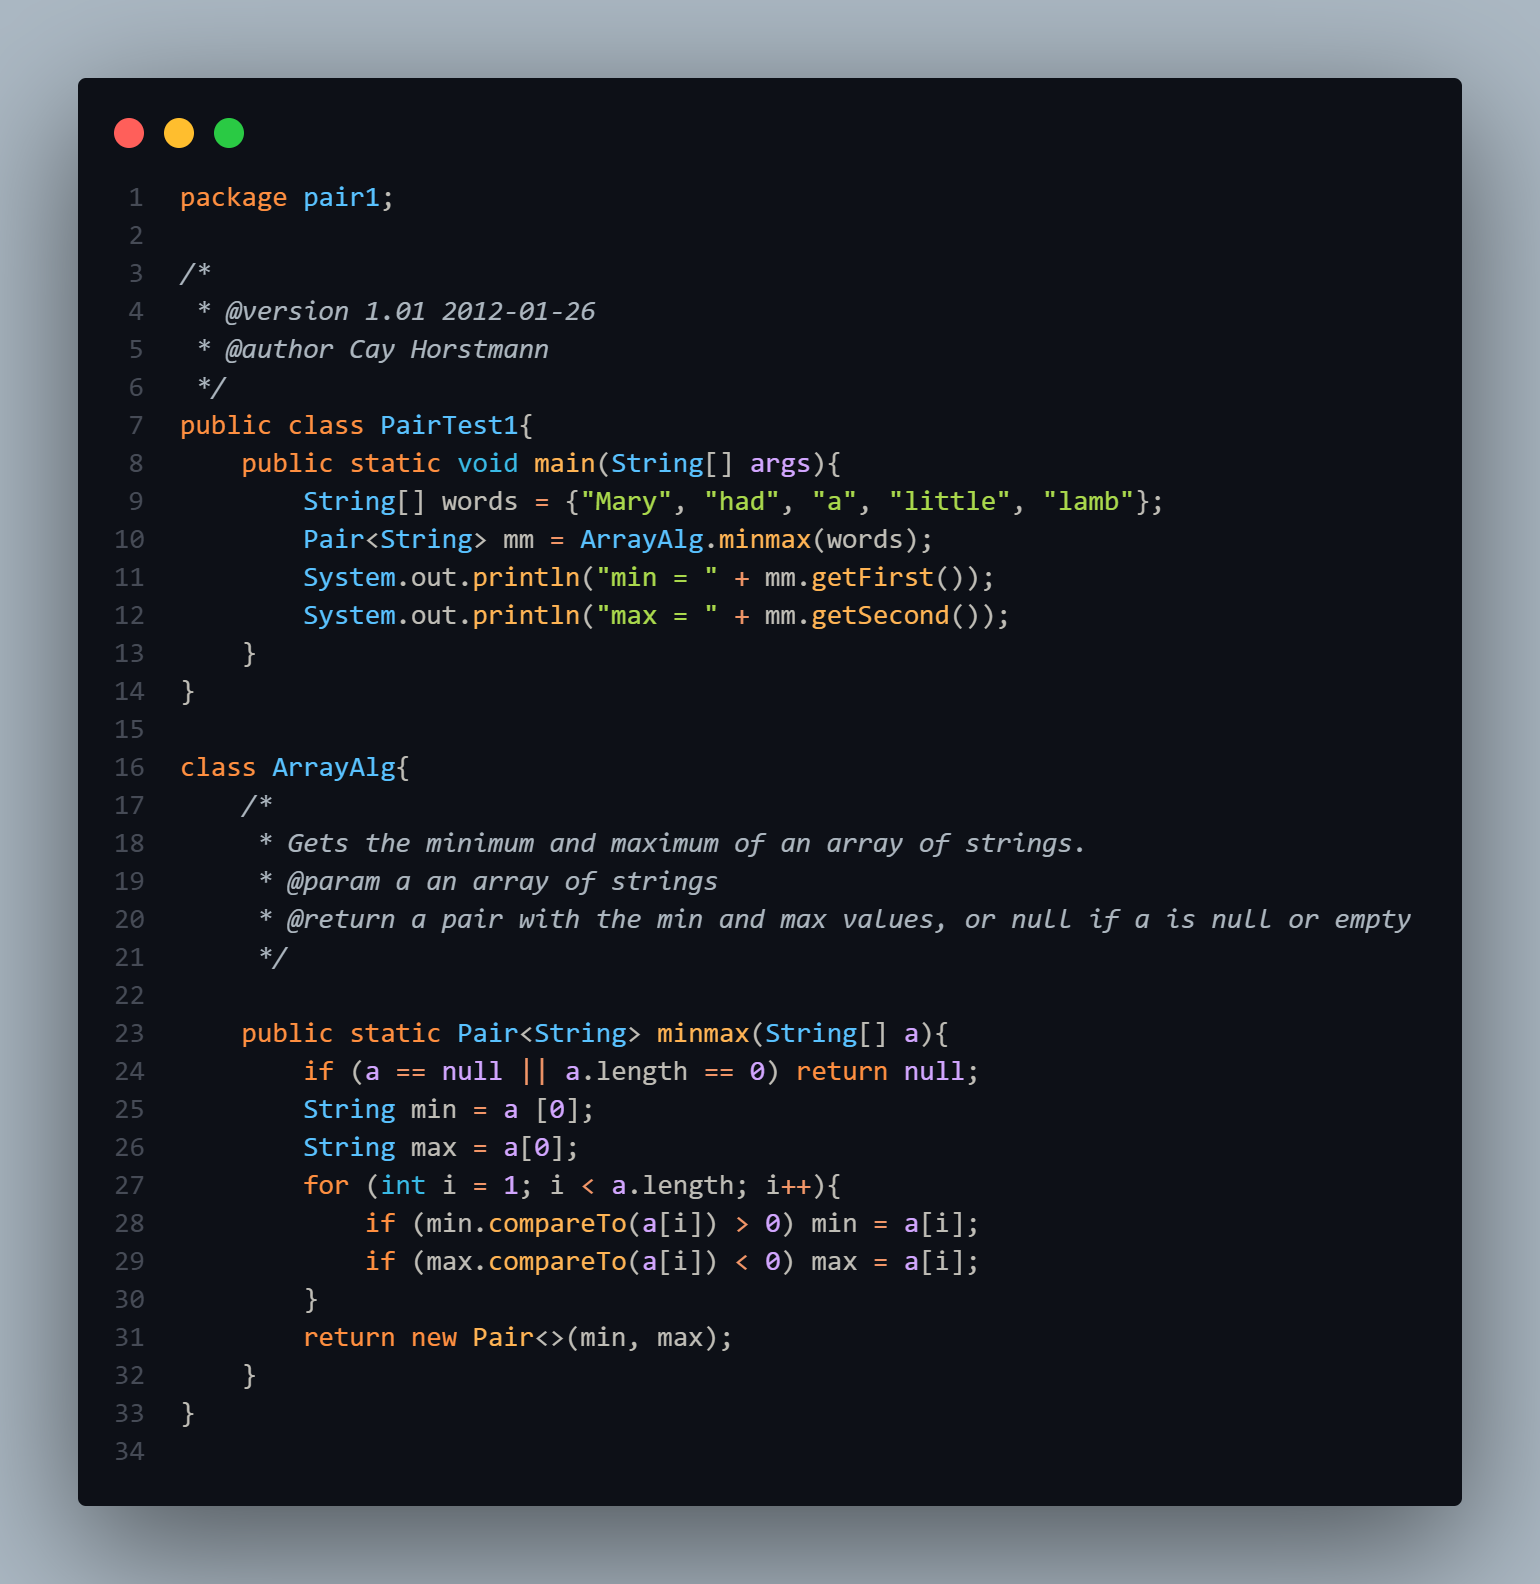 1 package pair1;
2
3 /*
4  * @version 1.01 2012-01-26
5  * @author Cay Horstmann
6  */
7 public class PairTest1{
8     public static void main(String[] args){
9         String[] words = {"Mary", "had", "a", "little", "lamb"};
10         Pair<String> mm = ArrayAlg.minmax(words);
11         System.out.println("min = " + mm.getFirst());
12         System.out.println("max = " + mm.getSecond());
13     }
14 }
15
16 class ArrayAlg{
17     /*
18      * Gets the minimum and maximum of an array of strings.
19      * @param a an array of strings
20      * @return a pair with the min and max values, or null if a is null or empty
21      */
22
23     public static Pair<String> minmax(String[] a){
24         if (a == null || a.length == 0) return null;
25         String min = a [0];
26         String max = a[0];
27         for (int i = 1; i < a.length; i++){
28             if (min.compareTo(a[i]) > 0) min = a[i];
29             if (max.compareTo(a[i]) < 0) max = a[i];
30         }
31         return new Pair<>(min, max);
32     }
33 }
34